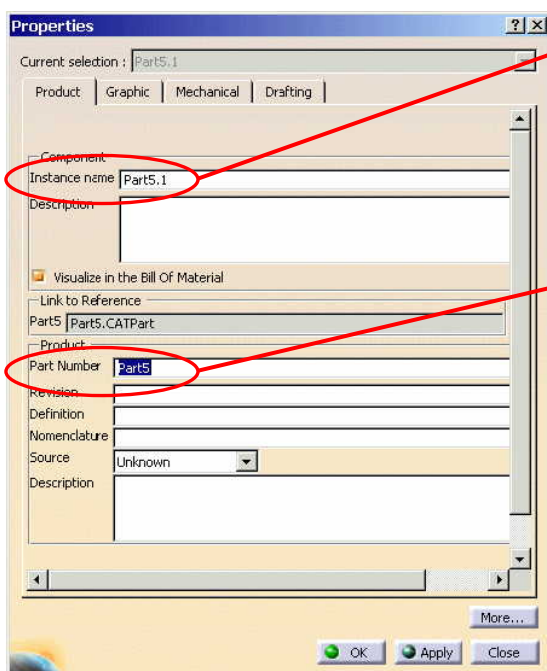 Properties
Current selection : Part5.1
Product Graphic Mechanical Drafting
Component
Instance name Part5.1
Description
Visualize in the Bill Of Material
Link to Reference
Part5 Part5.CATPart
Product
Part Number Part5
Revision
Definition
Nomenclature
Source Unknown
Description
More...
OK Apply Close